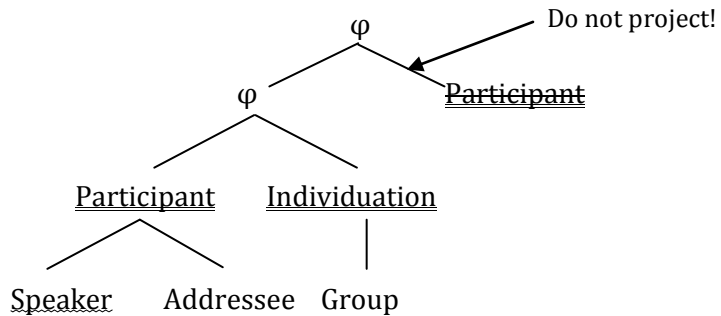 φ Do not project!
φ Participant
Participant Individuation
Speaker Addressee Group